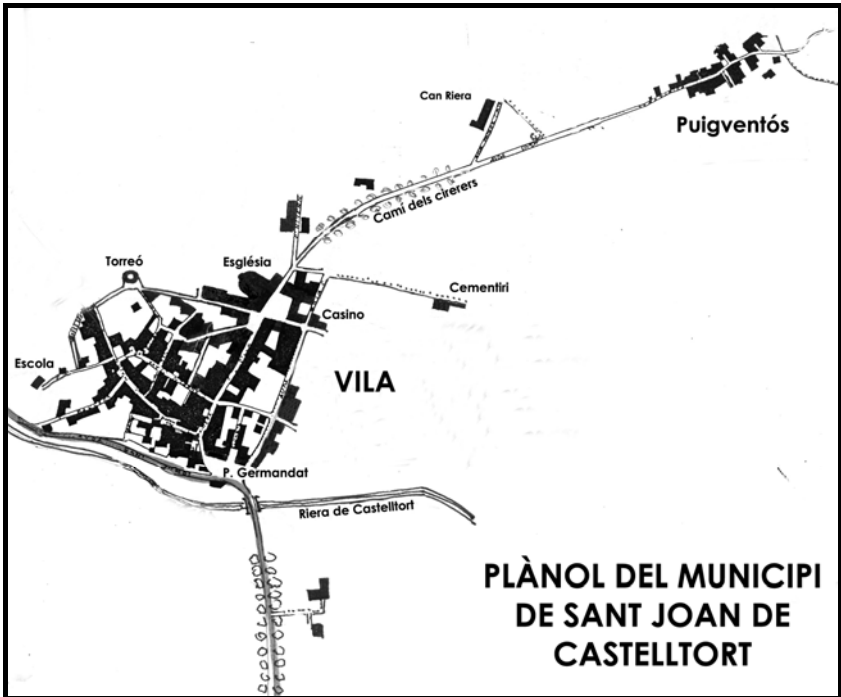 Can Riera
Puigventós
Camí dels cirerers
Torreó
Església
Cementiri
Casino
Escola
VILA
P. Germandat
Riera de Castelltort
PLÀNOL DEL MUNICIPI
DE SANT JOAN DE
CASTELLTORT